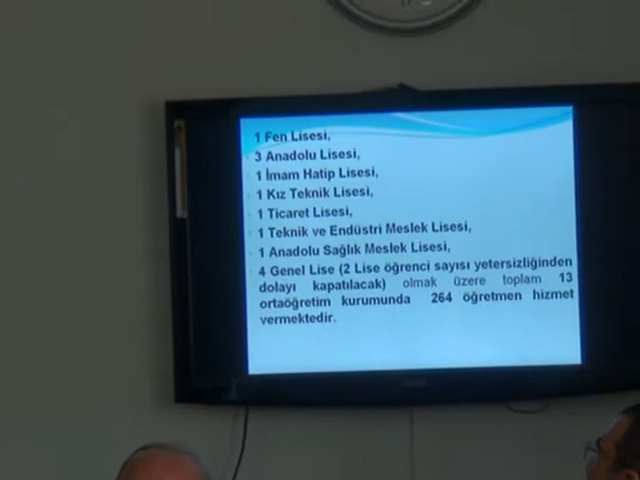 1 Fen Lisesi,
3 Anadolu Lisesi,
1 İmam Hatip Lisesi,
1 Kız Teknik Lisesi,
1 Ticaret Lisesi,
1 Teknik ve Endüstri Meslek Lisesi,
1 Anadolu Sağlık Meslek Lisesi,
4 Genel Lise (2 Lise öğrenci sayısı yetersizliğinden
dolayı kapatılacak) olmak üzere toplam 13
ortaöğretim kurumunda 264 öğretmen hizmet
vermektedir.